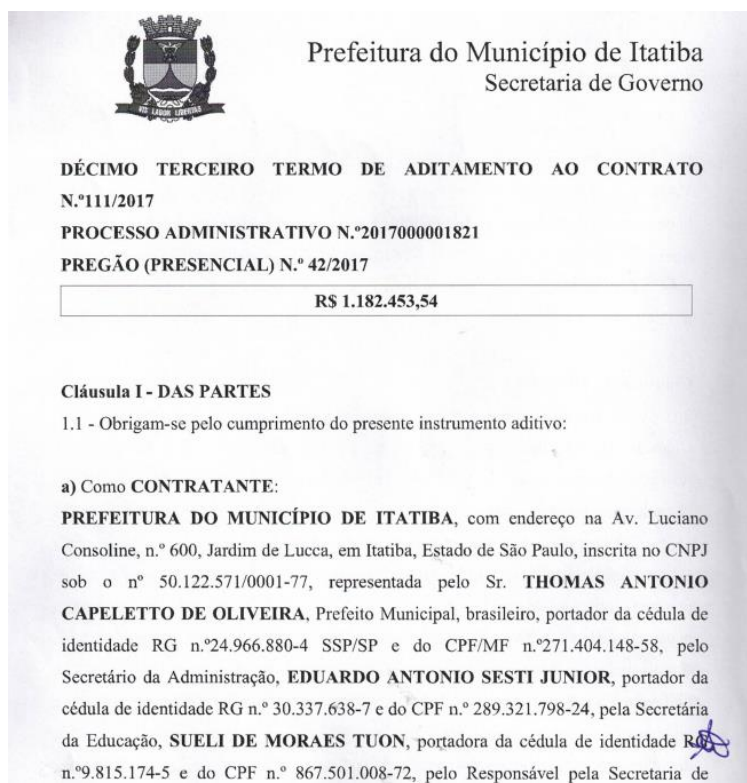 VIS LABOR LIBERTAS
Prefeitura do Município de Itatiba
Secretaria de Governo
DÉCIMO TERCEIRO TERMO DE ADITAMENTO AO CONTRATO
N.º111/2017
PROCESSO ADMINISTRATIVO N.º2017000001821
PREGÃO (PRESENCIAL) N.º 42/2017
R$ 1.182.453,54
Cláusula I - DAS PARTES
1.1 - Obrigam-se pelo cumprimento do presente instrumento aditivo:
a) Como CONTRATANTE:
PREFEITURA DO MUNICÍPIO DE ITATIBA, com endereço na Av. Luciano
Consoline, n.º 600, Jardim de Lucca, em Itatiba, Estado de São Paulo, inscrita no CNPJ
sob o nº 50.122.571/0001-77, representada pelo Sr. THOMAS ANTONIO
CAPELETTO DE OLIVEIRA, Prefeito Municipal, brasileiro, portador da cédula de
identidade RG n.º24.966.880-4 SSP/SP e do CPF/MF n.º271.404.148-58, pelo
Secretário da Administração, EDUARDO ANTONIO SESTI JUNIOR, portador da
cédula de identidade RG n.º 30.337.638-7 e do CPF n.º 289.321.798-24, pela Secretária
da Educação, SUELI DE MORAES TUON, portadora da cédula de identidade RG
n.º9.815.174-5 e do CPF n.º 867.501.008-72, pelo Responsável pela Secretaria de